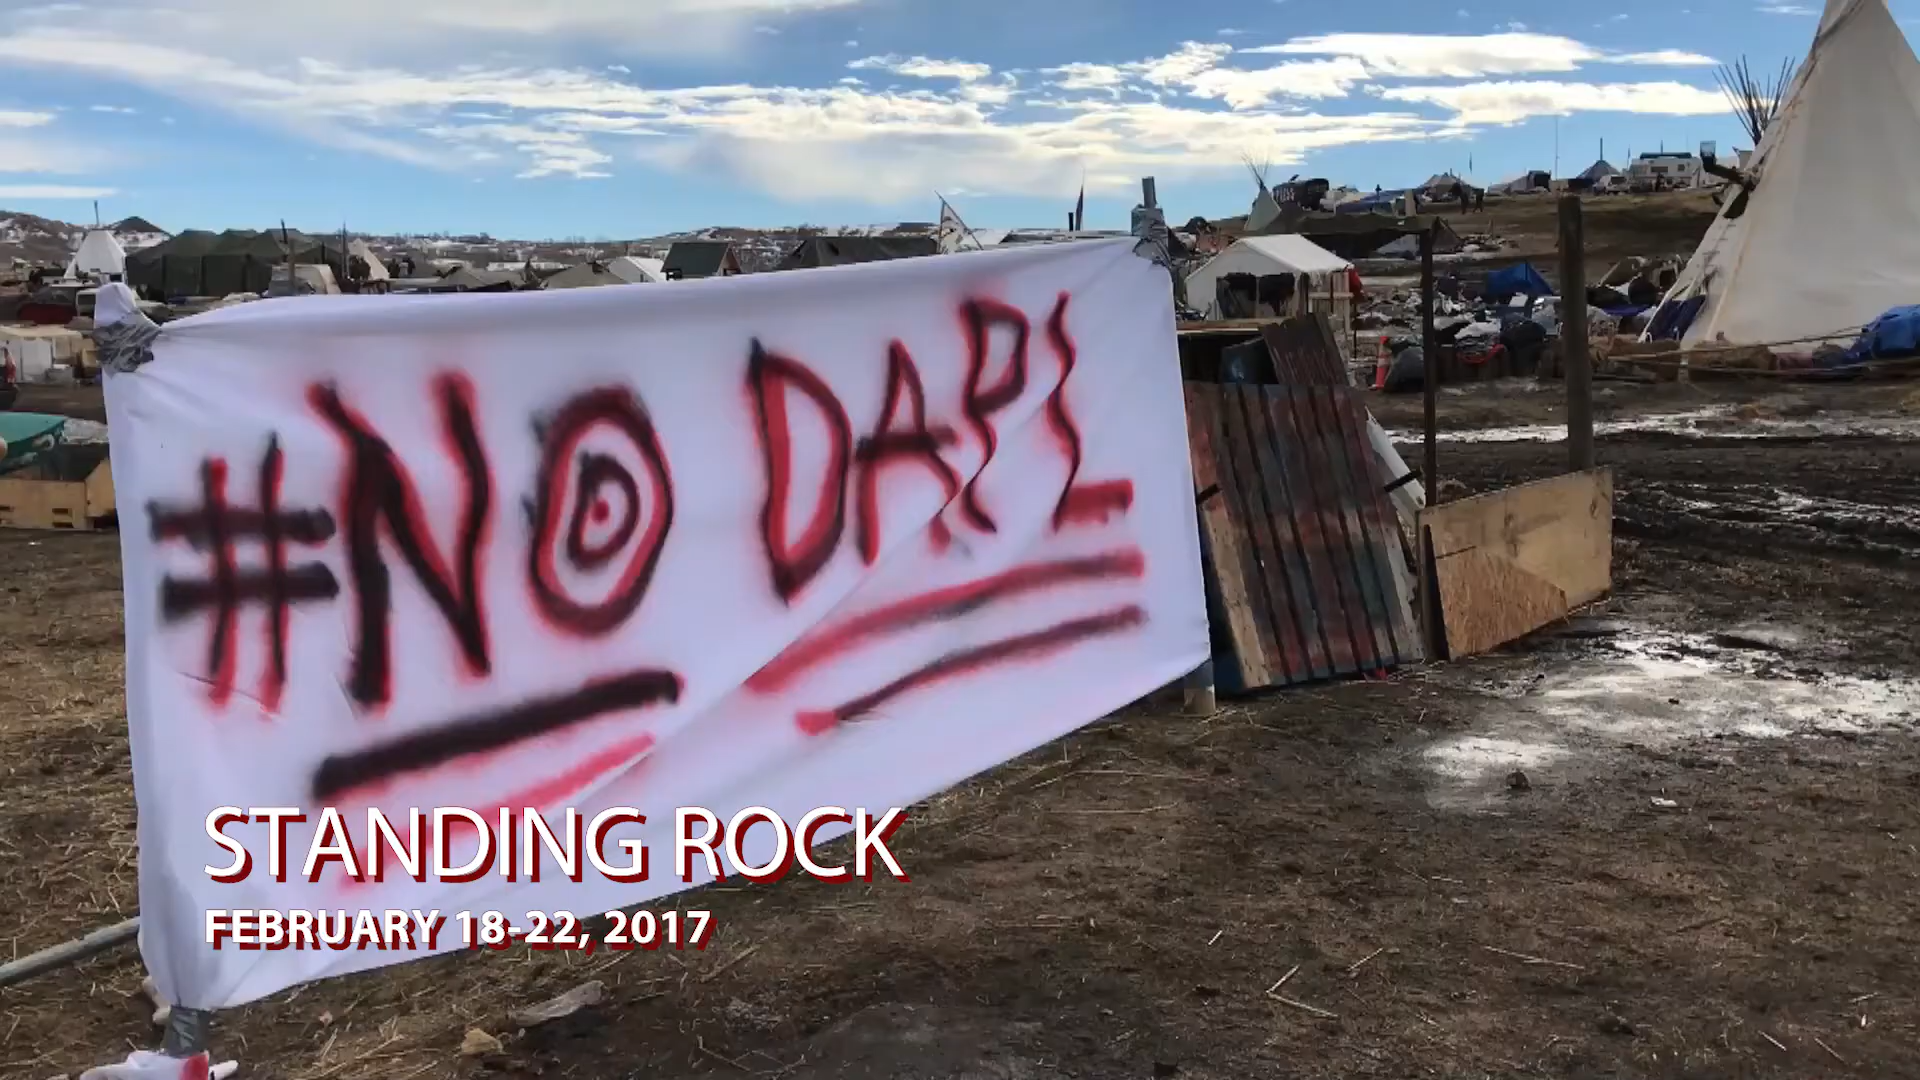 #NO DAPL
STANDING ROCK
FEBRUARY 18-22, 2017